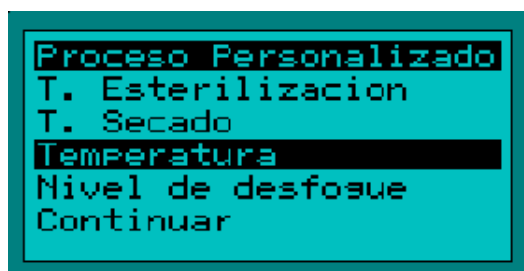 Proceso Personalizado
T. Esterilizacion
T. Secado
Temperatura
Nivel de desfogue
Continuar